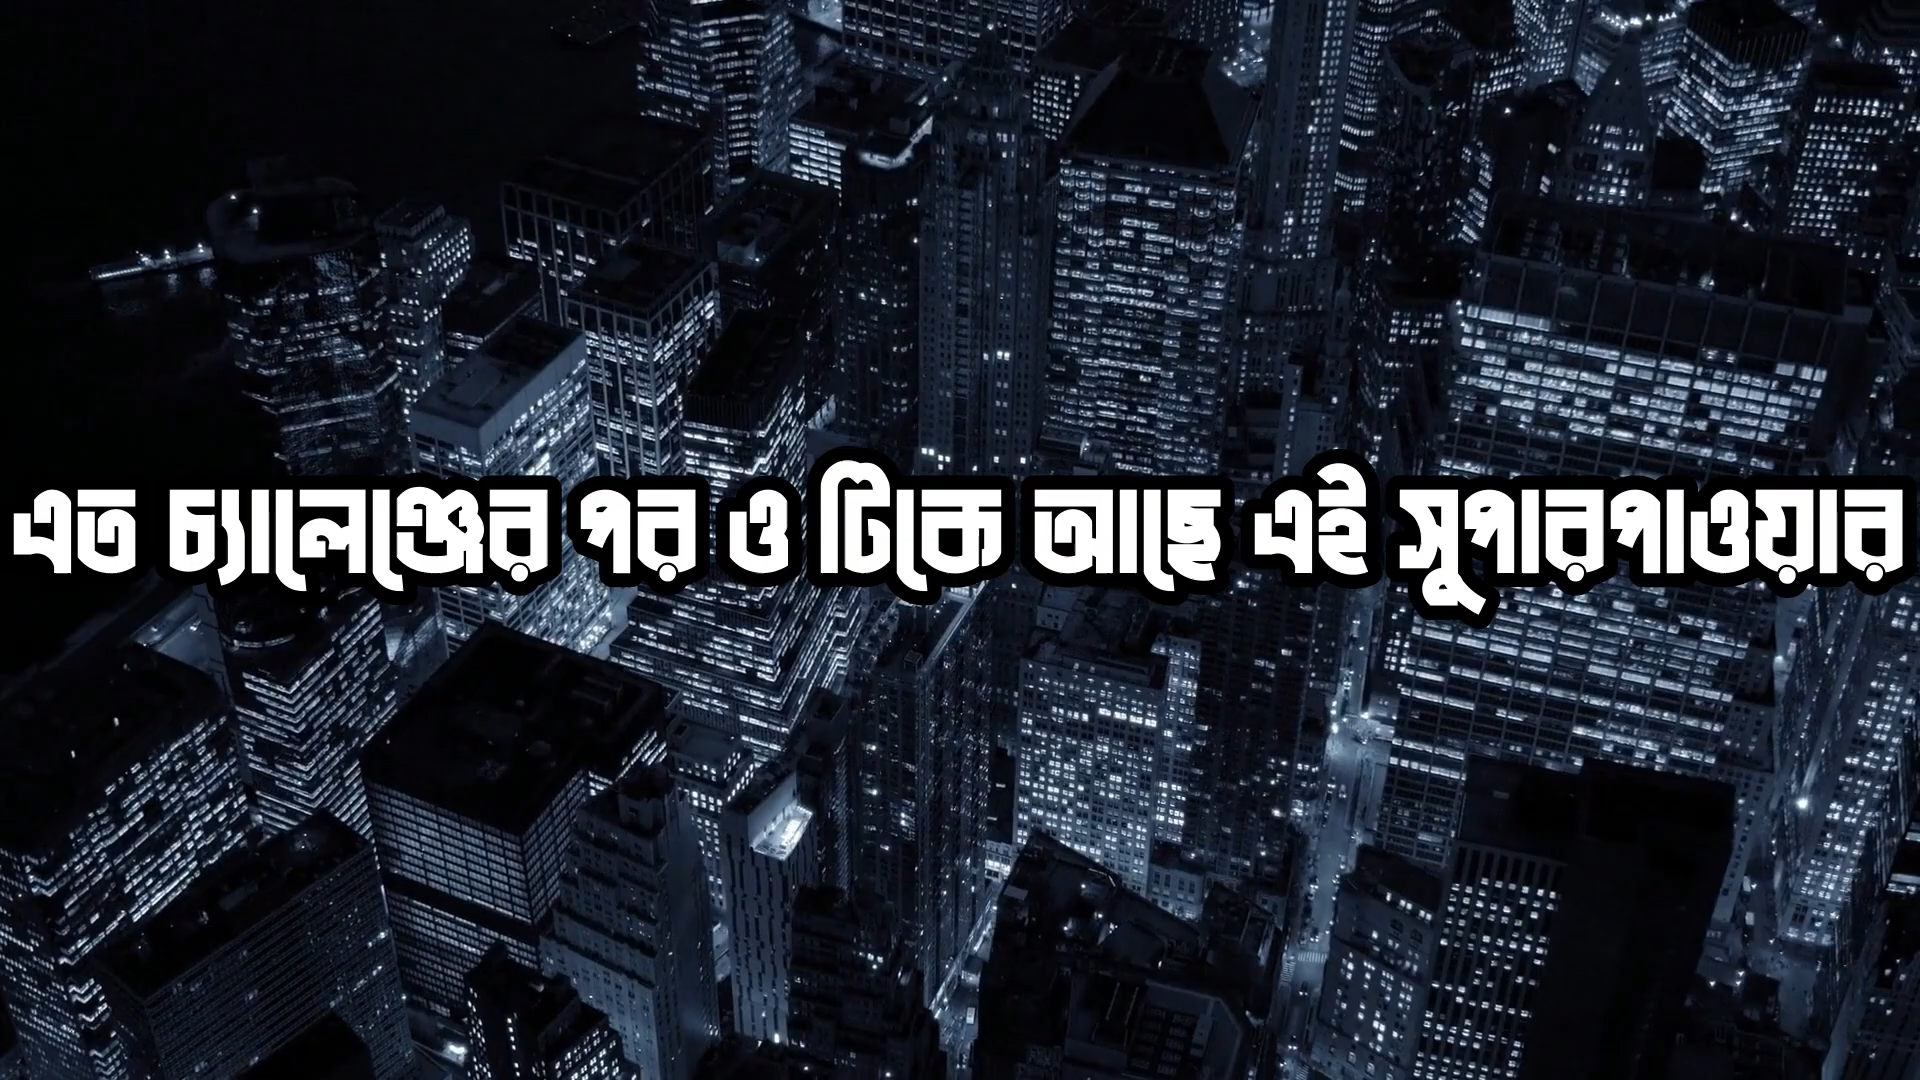 এত চ্যালেঞ্জের পর ও টিকে আছে এই সুপারপাওয়ার